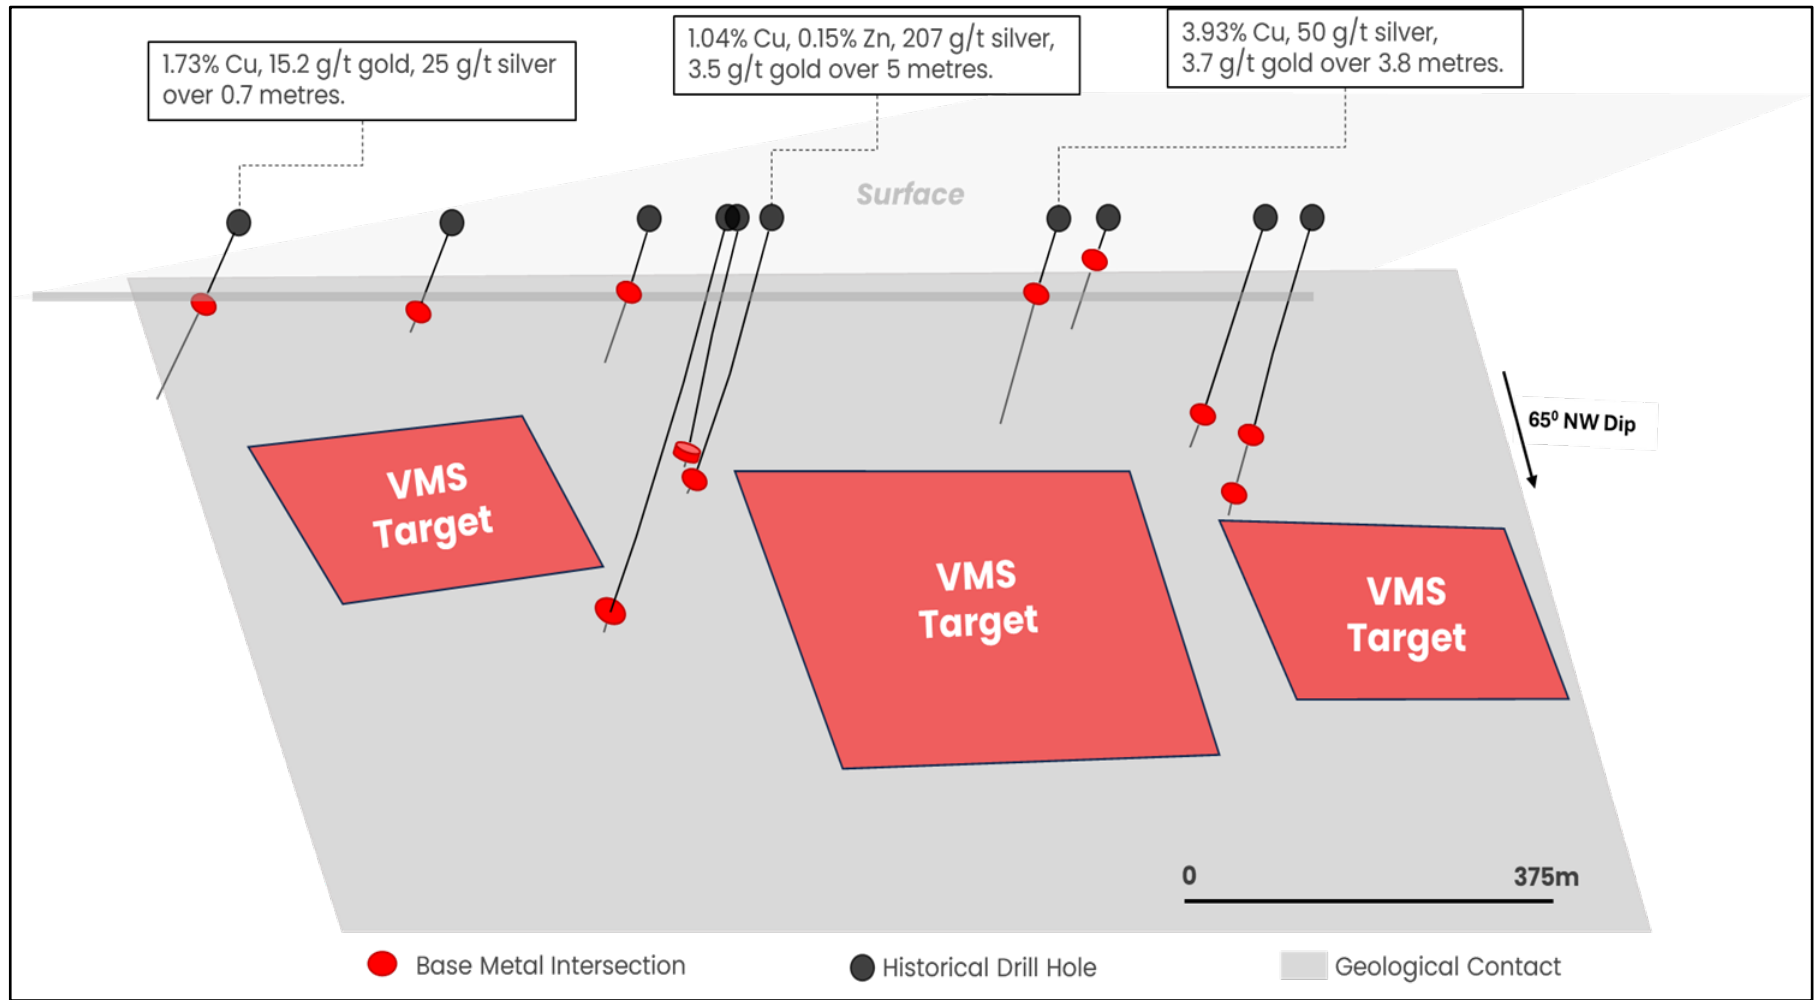 1.73% Cu, 15.2 g/t gold, 25 g/t silver
over 0.7 metres.
1.04% Cu, 0.15% Zn, 207 g/t silver,
3.5 g/t gold over 5 metres.
3.93% Cu, 50 g/t silver,
3.7 g/t gold over 3.8 metres.
Surface
65⁰ NW Dip
VMS
Target
VMS
Target
VMS
Target
0 375m
Base Metal Intersection
Historical Drill Hole
Geological Contact